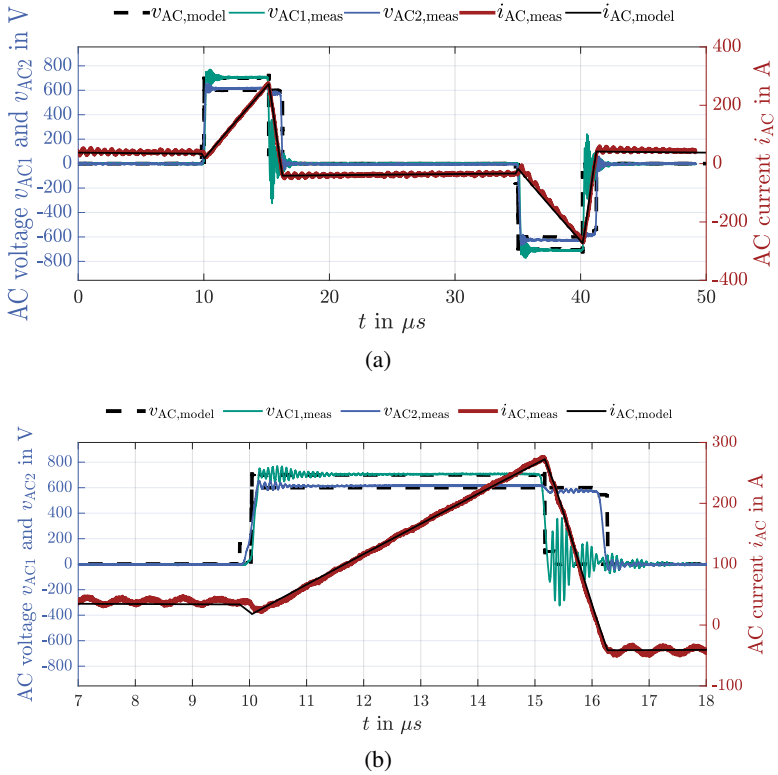 v_AC,model v_AC1,meas v_AC2,meas i_AC,meas i_AC,model
AC voltage v_AC1 and v_AC2 in V
800
600
400
200
0
-200
-400
-600
-800
400
200
0
-200
-400
AC current i_AC in A
0 10 20 30 40 50
t in μs
(a)
v_AC,model v_AC1,meas v_AC2,meas i_AC,meas i_AC,model
AC voltage v_AC1 and v_AC2 in V
800
600
400
200
0
-200
-400
-600
-800
300
200
100
0
-100
AC current i_AC in A
7 8 9 10 11 12 13 14 15 16 17 18
t in μs
(b)